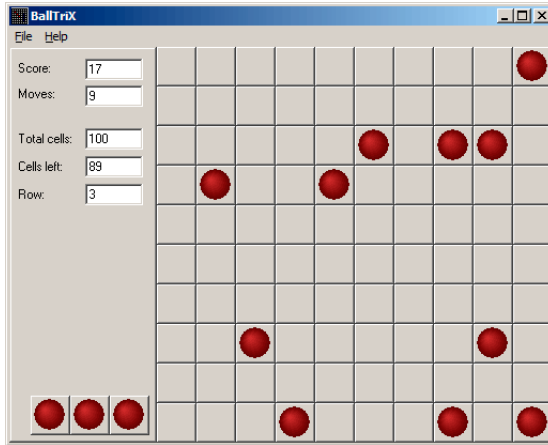 BallTriX
File Help
Score: 17
Moves: 9
Total cells: 100
Cells left: 89
Row: 3